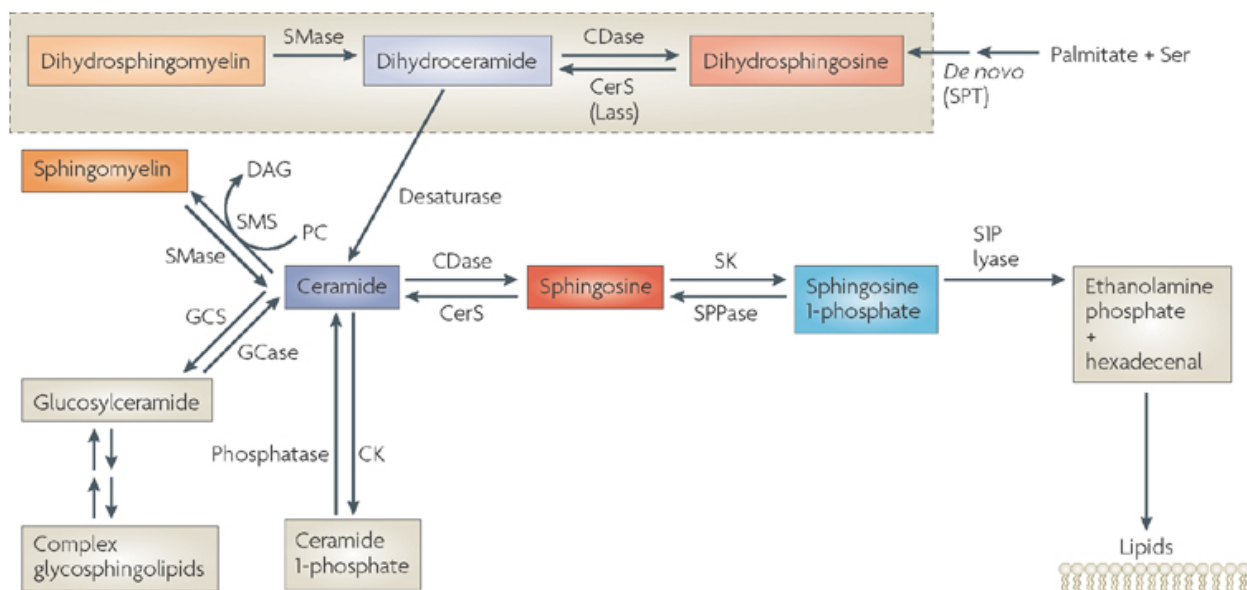 SMase
CDase
Dihydrosphingomyelin
Dihydroceramide
Dihydrosphingosine
Palmitate + Ser
CerS
(Lass)
De novo
(SPT)
Sphingomyelin
DAG
SMS
PC
SMase
Desaturase
Ceramide
CDase
CerS
Sphingosine
SK
SPPase
Sphingosine
1-phosphate
S1P
lyase
Ethanolamine
phosphate
+
hexadecenal
GCS
GCase
Glucosylceramide
Phosphatase
CK
Complex
glycosphingolipids
Ceramide
1-phosphate
Lipids